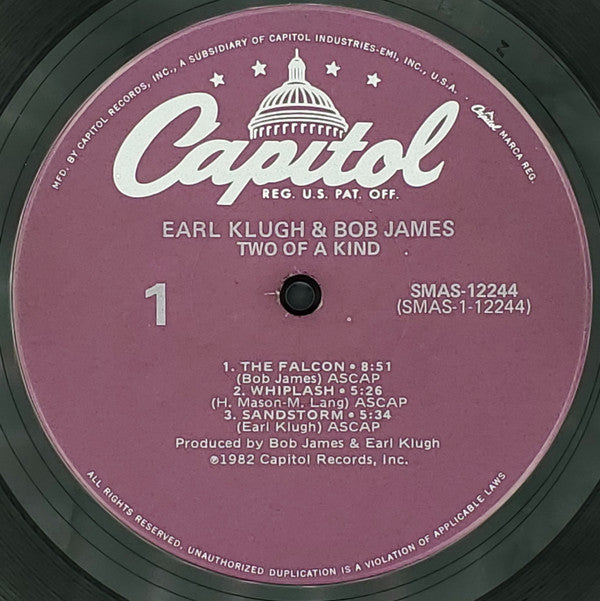 MFD. BY CAPITOL RECORDS, INC., A SUBSIDIARY OF CAPITOL INDUSTRIES-EMI, INC., U.S.A.
Capitol MARCA REG.
Capitol
REG. U.S. PAT. OFF.
EARL KLUGH & BOB JAMES
TWO OF A KIND
1
SMAS-12244
(SMAS-1-12244)
1. THE FALCON • 8:51
(Bob James) ASCAP
2. WHIPLASH • 5:26
(H. Mason-M. Lang) ASCAP
3. SANDSTORM • 5:34
(Earl Klugh) ASCAP
Produced by Bob James & Earl Klugh
℗1982 Capitol Records, Inc.
ALL RIGHTS RESERVED. UNAUTHORIZED DUPLICATION IS A VIOLATION OF APPLICABLE LAWS